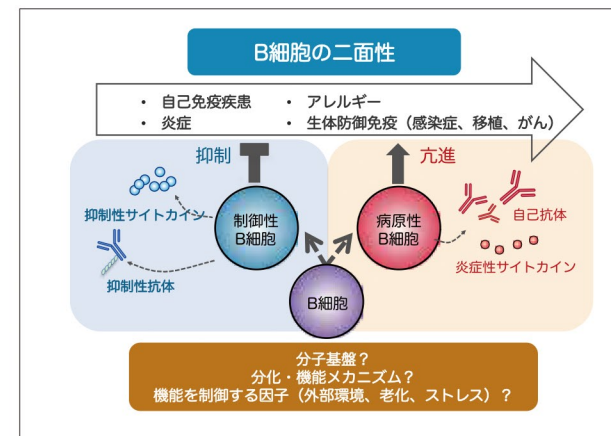 B細胞の二面性
・ 自己免疫疾患 ・ アレルギー
・ 炎症 ・ 生体防御免疫（感染症、移植、がん）
抑制 亢進
抑制性サイトカイン
制御性
B細胞
病原性
B細胞
自己抗体
抑制性抗体
炎症性サイトカイン
B細胞
分子基盤？
分化・機能メカニズム？
機能を制御する因子（外部環境、老化、ストレス）？